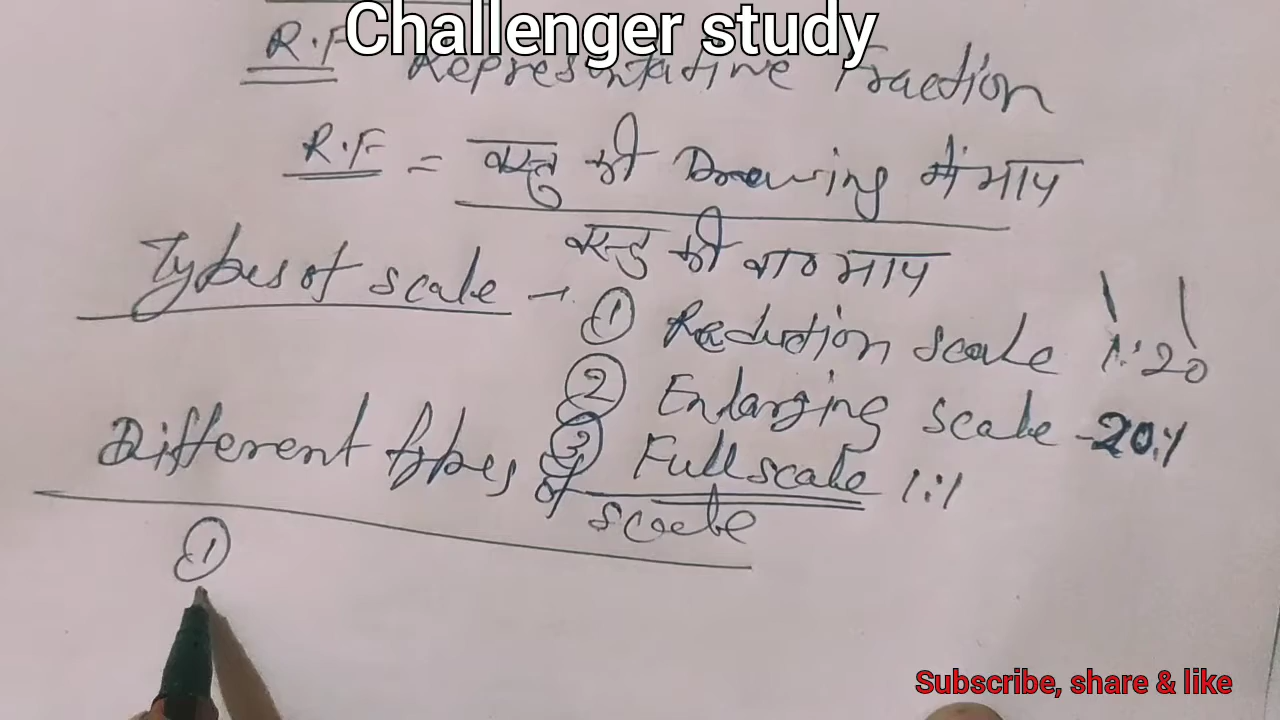 Challenger study
R.F Representative Fraction
R.F = वस्तु की Drawing में माप
वस्तु की वा० माप
Types of scale → ① Reduction scale 1:20
② Enlarging scale - 20:1
③ Full scale 1:1
Different types of scale
①
Subscribe, share & like